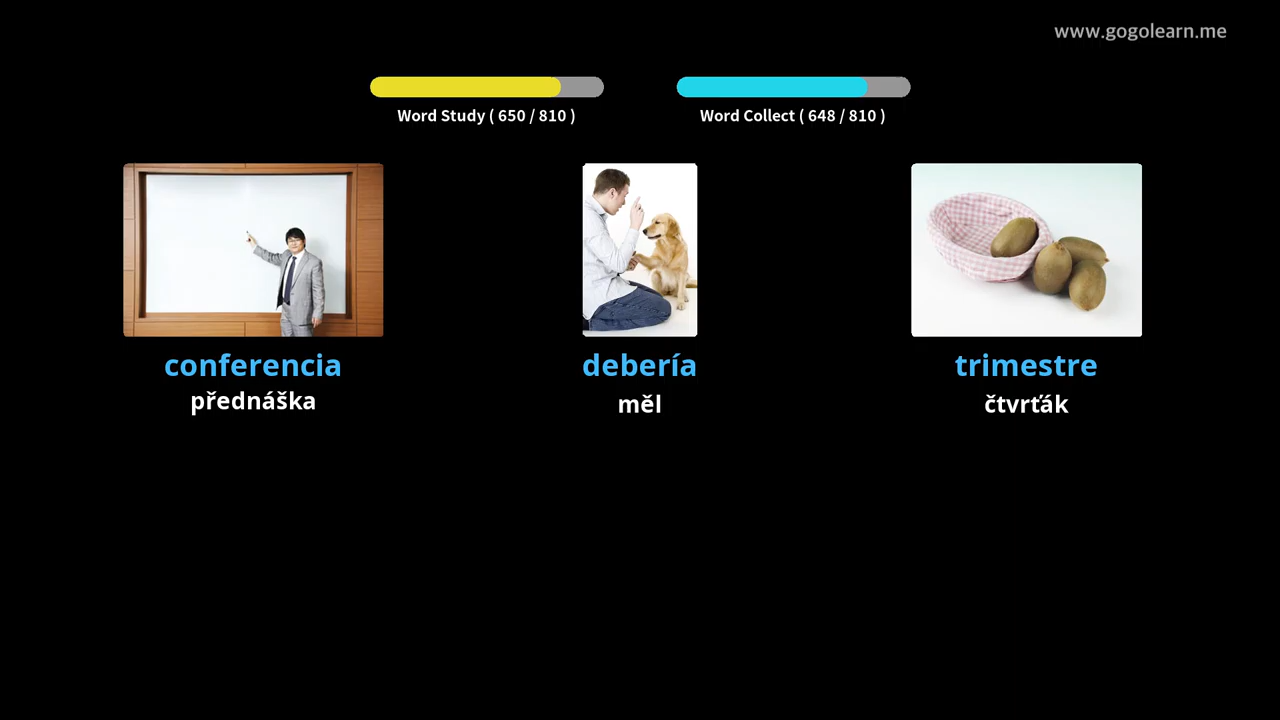 www.gogolearn.me
Word Study ( 650 / 810 )
Word Collect ( 648 / 810 )
conferencia
přednáška
debería
měl
trimestre
čtvrťák